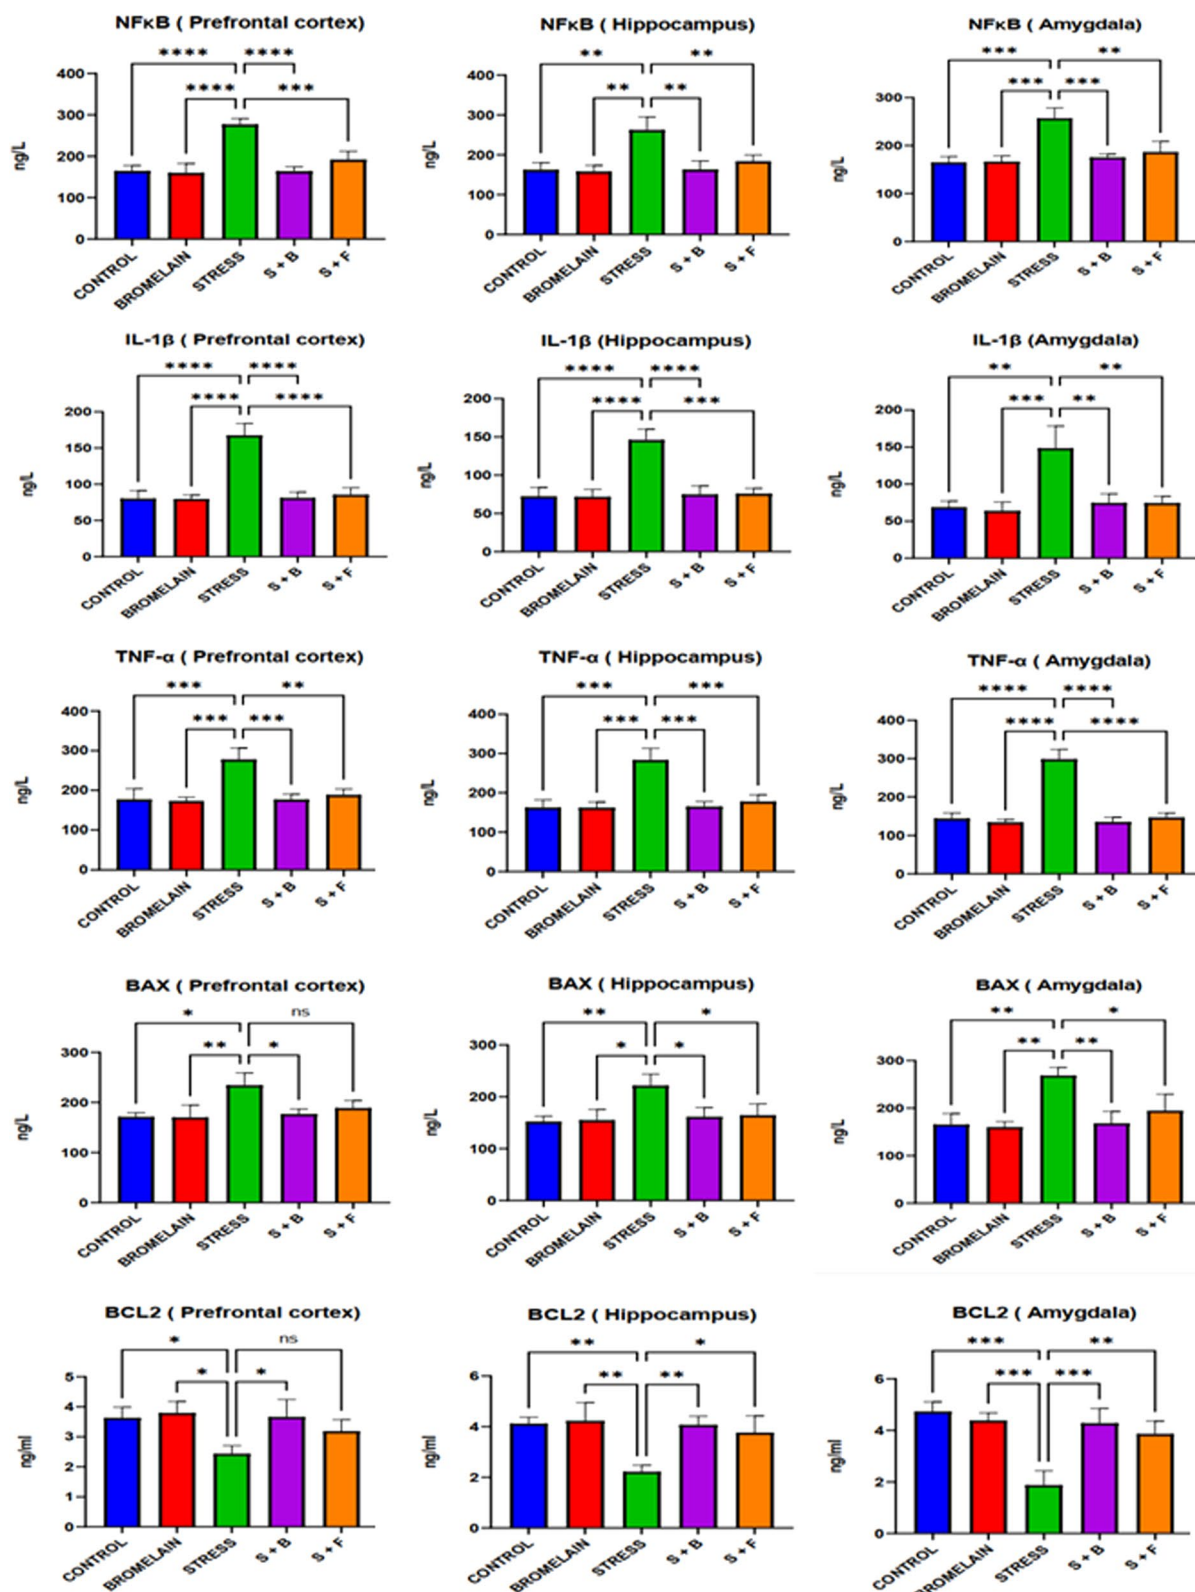 NFκB ( Prefrontal cortex)
**** ****
**** ***
400
300
200
100
0
ng/L
CONTROL BROMELAIN STRESS S + B S + F
NFκB ( Hippocampus)
** **
** **
400
300
200
100
0
ng/L
CONTROL BROMELAIN STRESS S + B S + F
NFκB ( Amygdala)
*** **
*** ***
300
200
100
0
ng/L
CONTROL BROMELAIN STRESS S + B S + F
IL-1β ( Prefrontal cortex)
**** ****
**** ****
200
150
100
50
0
ng/L
CONTROL BROMELAIN STRESS S + B S + F
IL-1β (Hippocampus)
**** ****
**** ***
200
150
100
50
0
ng/L
CONTROL BROMELAIN STRESS S + B S + F
IL-1β (Amygdala)
** **
*** **
200
150
100
50
0
ng/L
CONTROL BROMELAIN STRESS S + B S + F
TNF-α ( Prefrontal cortex)
*** **
*** ***
400
300
200
100
0
ng/L
CONTROL BROMELAIN STRESS S + B S + F
TNF-α ( Hippocampus)
*** ***
*** ***
400
300
200
100
0
ng/L
CONTROL BROMELAIN STRESS S + B S + F
TNF-α ( Amygdala)
**** ****
**** ****
400
300
200
100
0
ng/L
CONTROL BROMELAIN STRESS S + B S + F
BAX ( Prefrontal cortex)
* ns
** *
300
200
100
0
ng/L
CONTROL BROMELAIN STRESS S + B S + F
BAX ( Hippocampus)
** *
* *
300
200
100
0
ng/L
CONTROL BROMELAIN STRESS S + B S + F
BAX ( Amygdala)
** *
** **
300
200
100
0
ng/L
CONTROL BROMELAIN STRESS S + B S + F
BCL2 ( Prefrontal cortex)
* ns
* *
5
4
3
2
1
0
ng/ml
CONTROL BROMELAIN STRESS S + B S + F
BCL2 ( Hippocampus)
** *
** **
6
4
2
0
ng/ml
CONTROL BROMELAIN STRESS S + B S + F
BCL2 ( Amygdala)
*** **
*** ***
6
4
2
0
ng/ml
CONTROL BROMELAIN STRESS S + B S + F